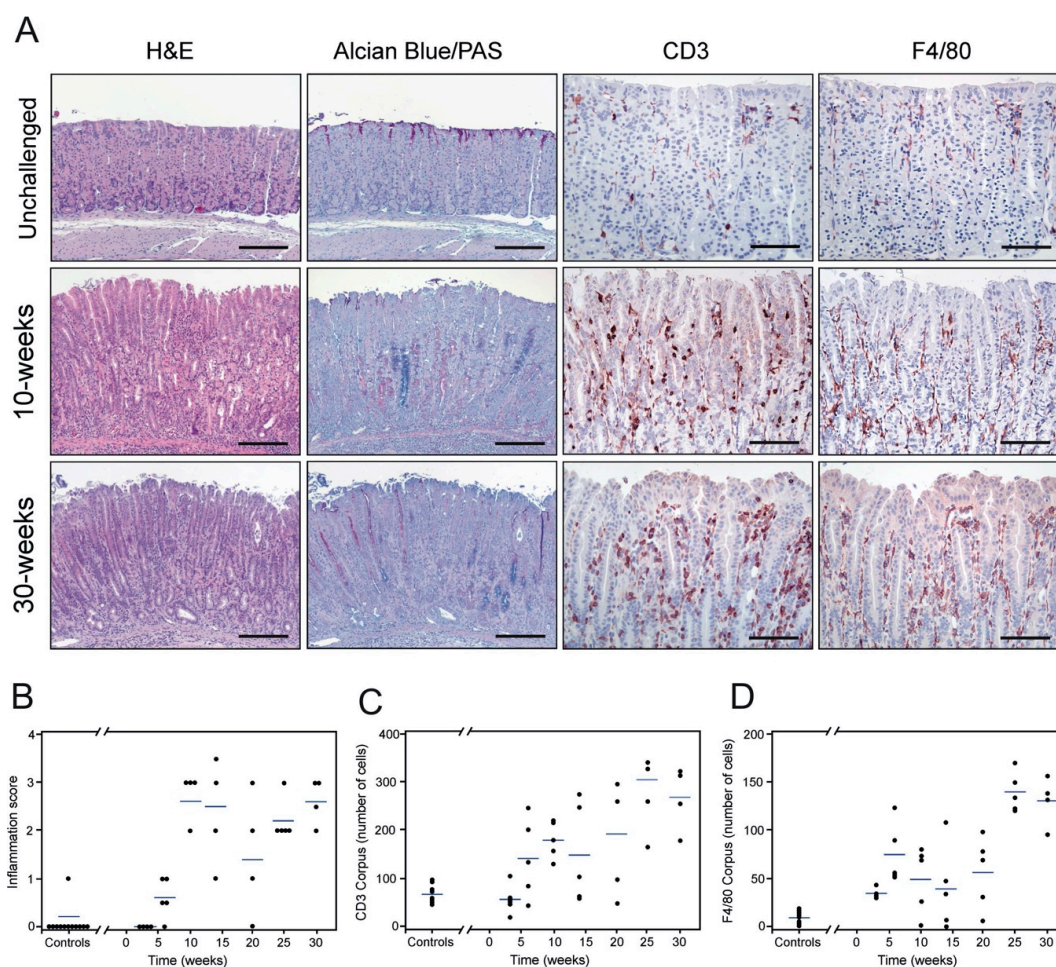 A
H&E Alcian Blue/PAS CD3 F4/80
Unchallenged
10-weeks
30-weeks
B
Inflammation score
4
3
2
1
0
Controls 0 5 10 15 20 25 30
Time (weeks)
C
CD3 Corpus (number of cells)
400
300
200
100
0
Controls 0 5 10 15 20 25 30
Time (weeks)
D
F4/80 Corpus (number of cells)
200
150
100
50
0
Controls 0 5 10 15 20 25 30
Time (weeks)